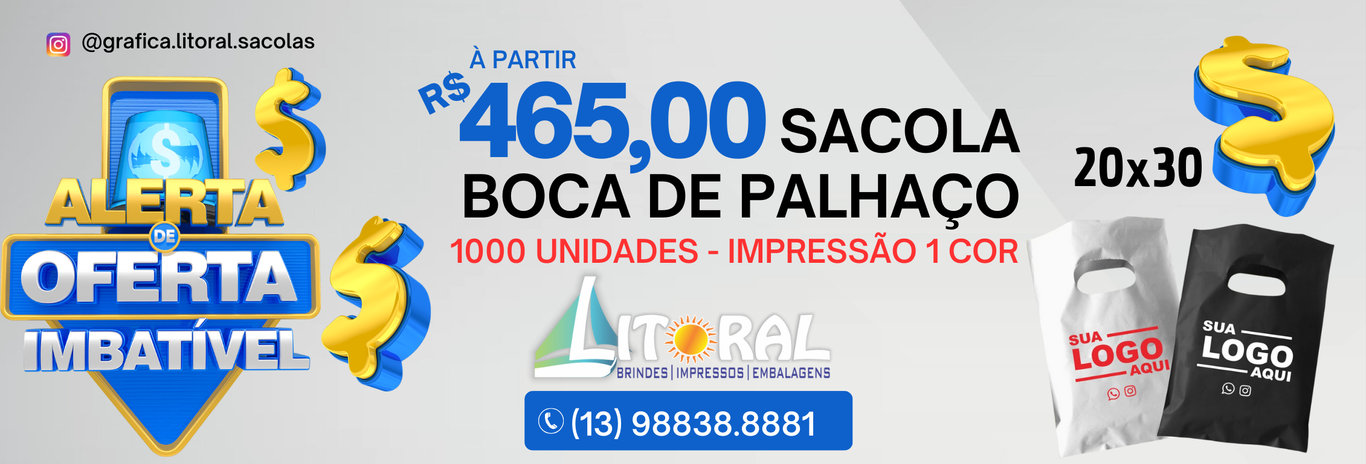 @grafica.litoral.sacolas
ALERTA
DE
OFERTA
IMBATÍVEL
À PARTIR
R$465,00 SACOLA
BOCA DE PALHAÇO
1000 UNIDADES - IMPRESSÃO 1 COR
LITORAL
BRINDES|IMPRESSOS|EMBALAGENS
(13) 98838.8881
20x30
SUA
LOGO
AQUI
SUA
LOGO
AQUI